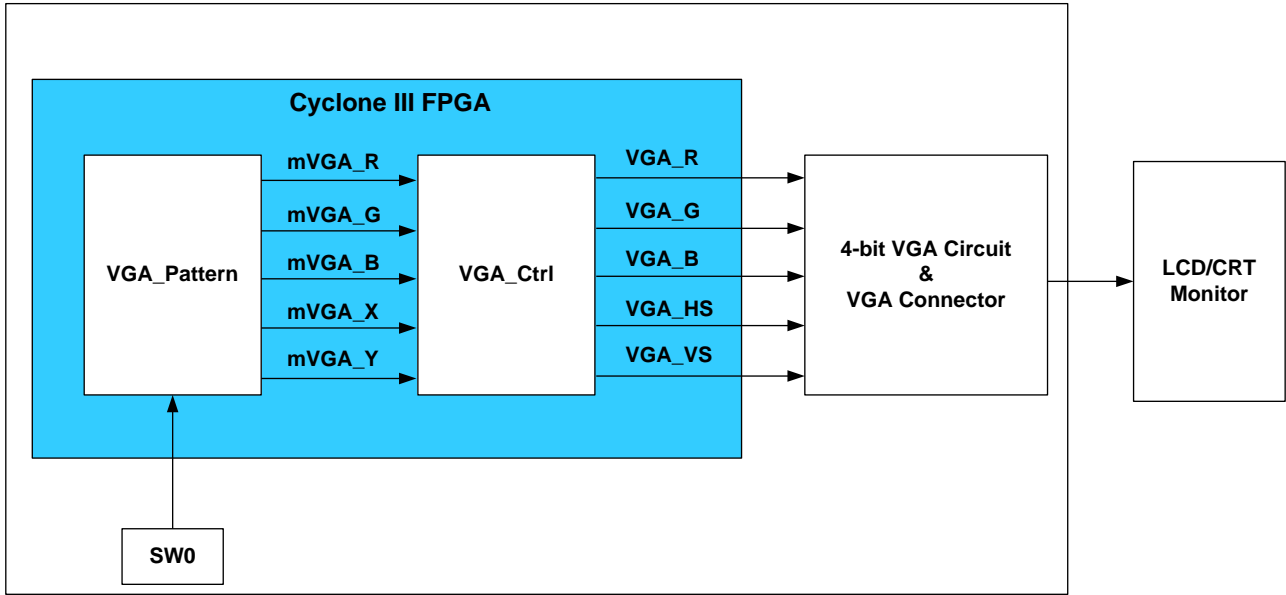 Cyclone III FPGA
mVGA_R
mVGA_G
mVGA_B
mVGA_X
mVGA_Y
VGA_Pattern
VGA_Ctrl
VGA_R
VGA_G
VGA_B
VGA_HS
VGA_VS
4-bit VGA Circuit
&
VGA Connector
LCD/CRT
Monitor
SW0